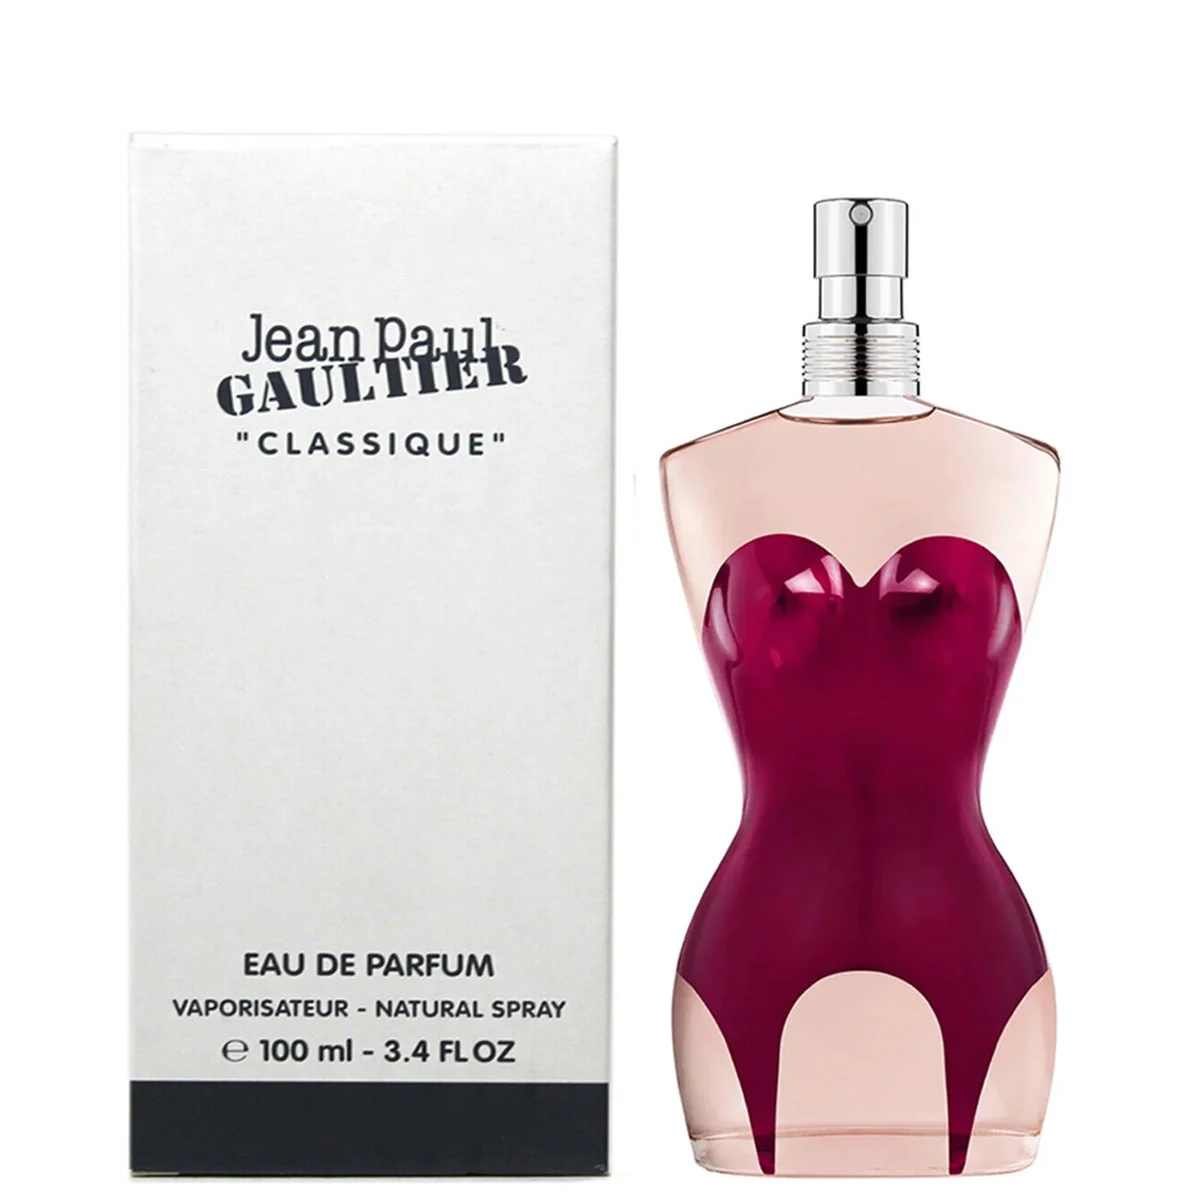 Jean Paul
GAULTIER
"CLASSIQUE"
EAU DE PARFUM
VAPORISATEUR - NATURAL SPRAY
℮ 100 ml - 3.4 FL OZ